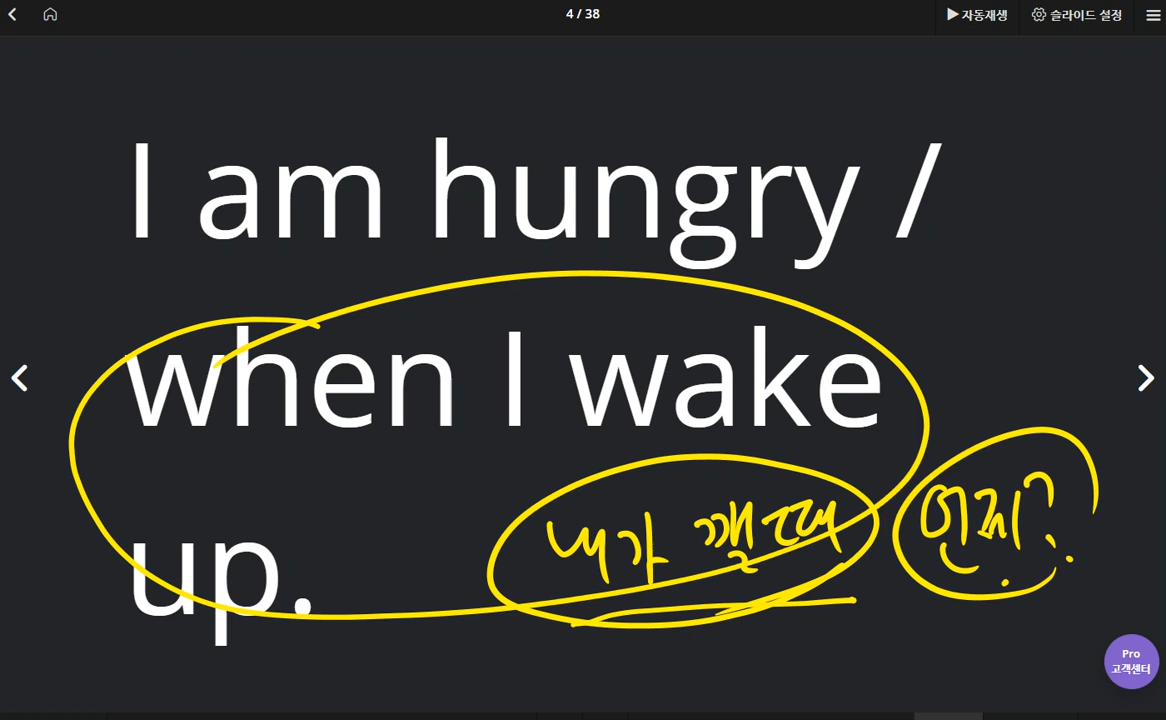 4 / 38
자동재생
슬라이드 설정
I am hungry /
when I wake
up.
내가 깰 때
언제?
Pro
고객센터